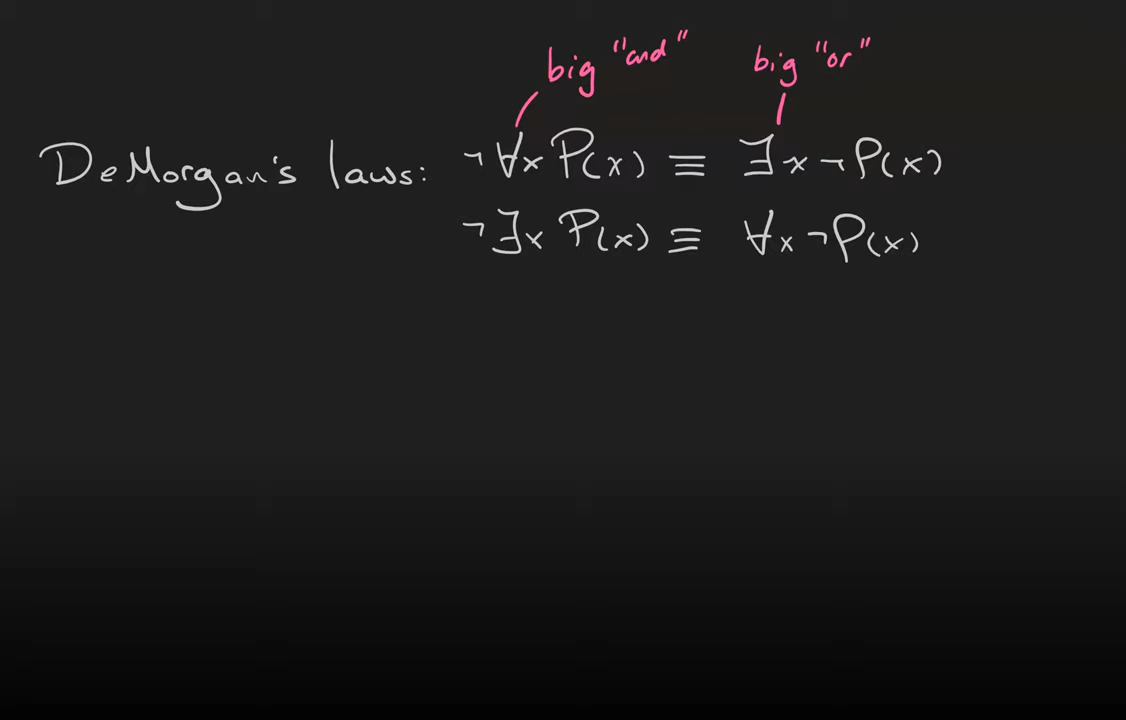 big "and" big "or"
DeMorgan's laws: ¬∀x P(x) ≡ ∃x ¬P(x)
¬∃x P(x) ≡ ∀x ¬P(x)